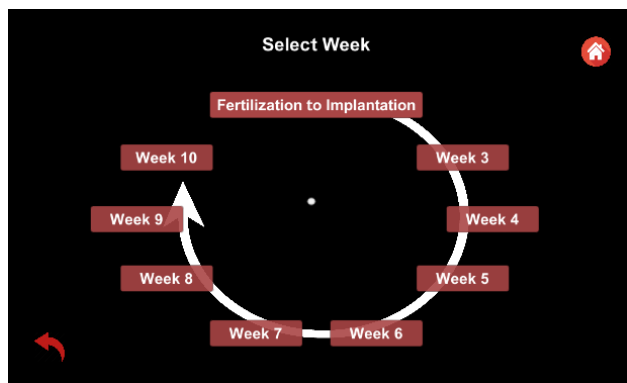 Select Week
Fertilization to Implantation
Week 10
Week 3
Week 9
Week 4
Week 8
Week 5
Week 7
Week 6